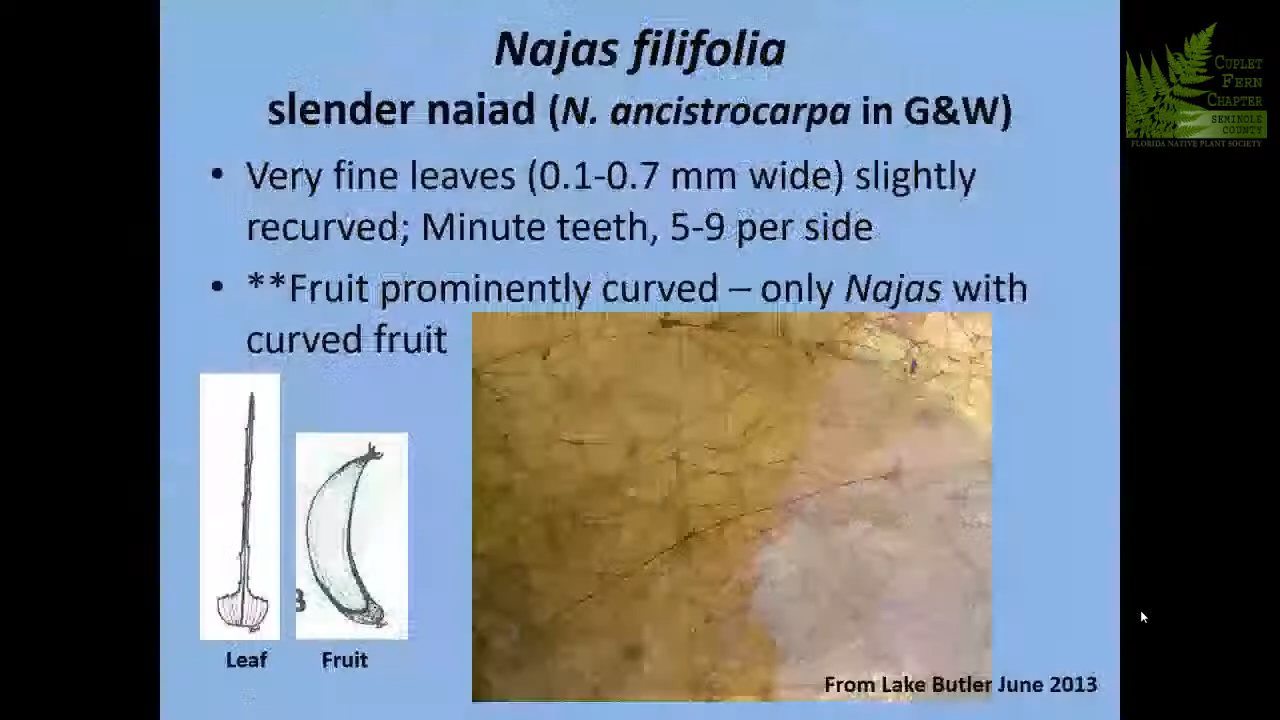 Najas filifolia
slender naiad (N. ancistrocarpa in G&W)
• Very fine leaves (0.1-0.7 mm wide) slightly
recurved; Minute teeth, 5-9 per side
• **Fruit prominently curved – only Najas with
curved fruit
Leaf
Fruit
From Lake Butler June 2013
CUPLET
FERN
CHAPTER
SEMINOLE
COUNTY
FLORIDA NATIVE PLANT SOCIETY